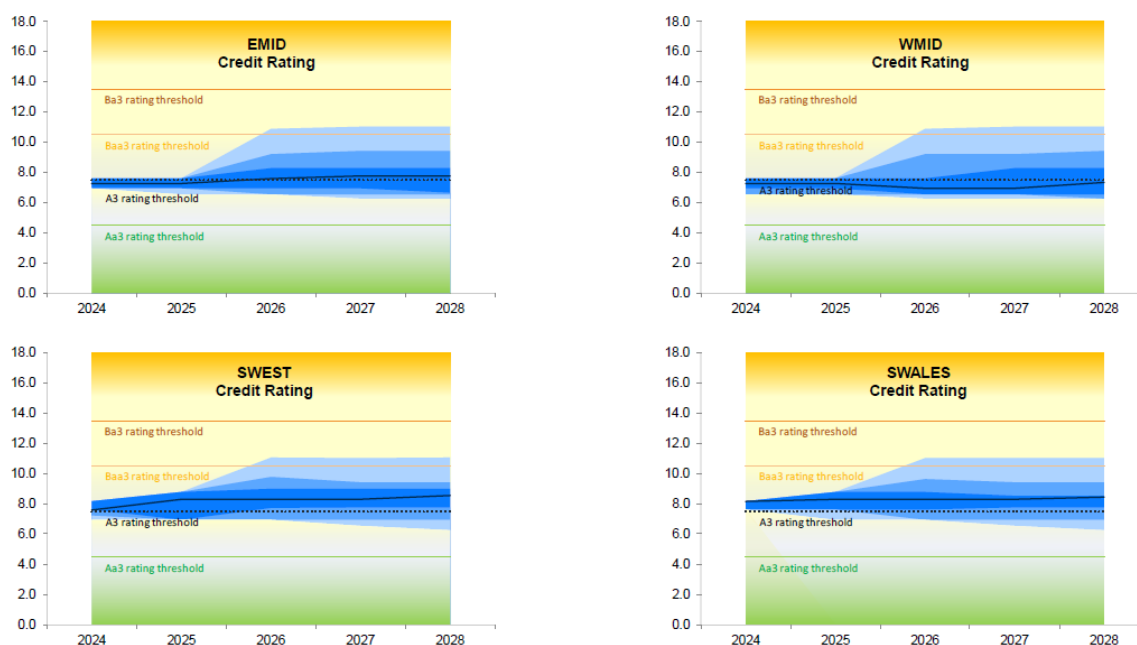 EMID
Credit Rating
18.0
16.0
14.0
12.0
10.0
8.0
6.0
4.0
2.0
0.0
Ba3 rating threshold
Baa3 rating threshold
A3 rating threshold
Aa3 rating threshold
2024 2025 2026 2027 2028
WMID
Credit Rating
18.0
16.0
14.0
12.0
10.0
8.0
6.0
4.0
2.0
0.0
Ba3 rating threshold
Baa3 rating threshold
A3 rating threshold
Aa3 rating threshold
2024 2025 2026 2027 2028
SWEST
Credit Rating
18.0
16.0
14.0
12.0
10.0
8.0
6.0
4.0
2.0
0.0
Ba3 rating threshold
Baa3 rating threshold
A3 rating threshold
Aa3 rating threshold
2024 2025 2026 2027 2028
SWALES
Credit Rating
18.0
16.0
14.0
12.0
10.0
8.0
6.0
4.0
2.0
0.0
Ba3 rating threshold
Baa3 rating threshold
A3 rating threshold
Aa3 rating threshold
2024 2025 2026 2027 2028